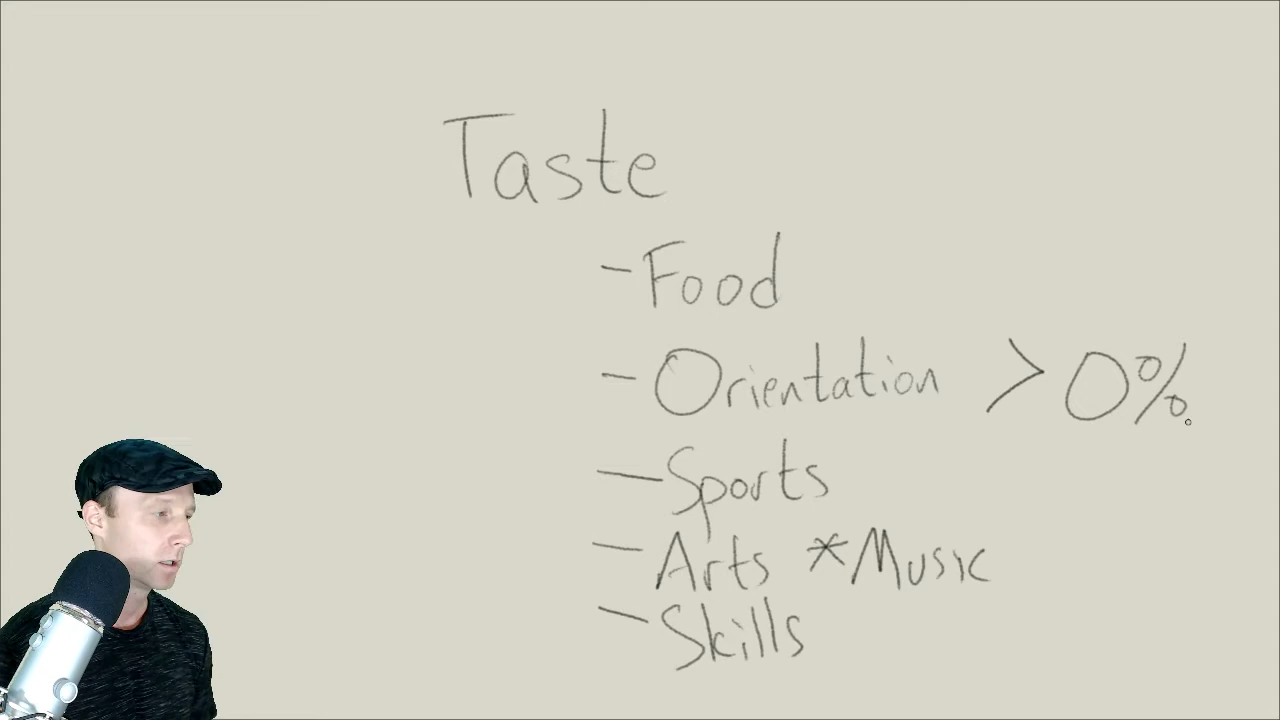 Taste
- Food
- Orientation > 0%
- Sports
- Arts *Music
- Skills